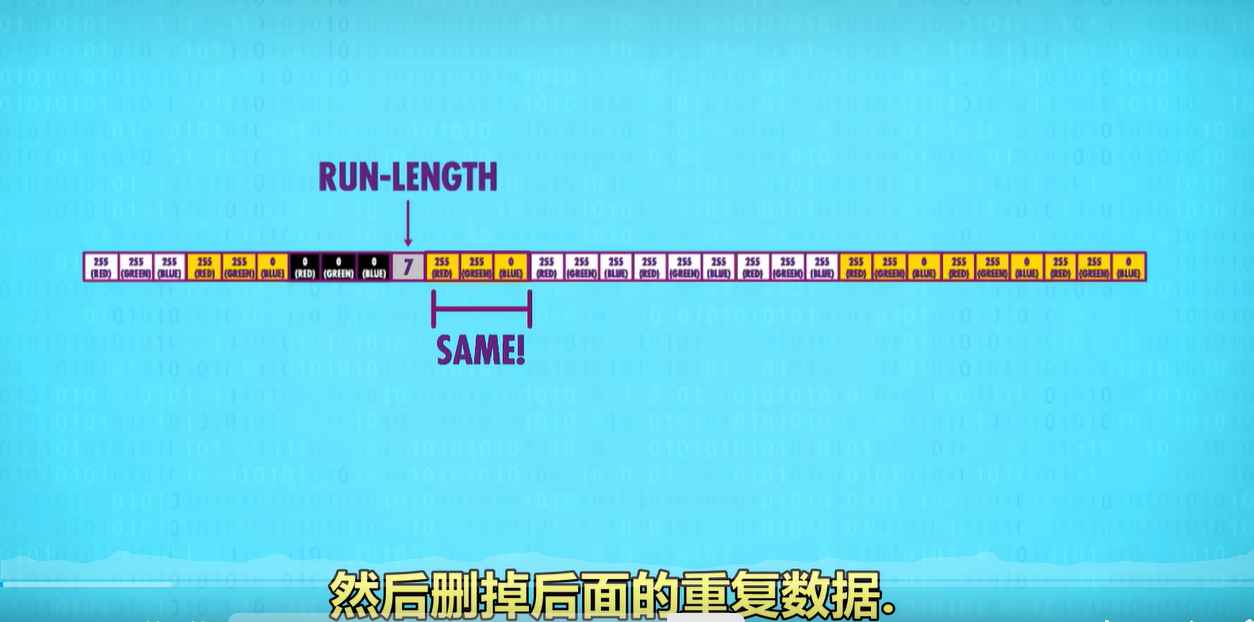 RUN-LENGTH
255 255 255 255 255 0 0 0 0 7 255 255 0 255 255 255 255 255 255 255 255 255 255 255 0 255 255 0 255 255 0
(RED) (GREEN) (BLUE) (RED) (GREEN) (BLUE) (RED) (GREEN) (BLUE) (RED) (GREEN) (BLUE) (RED) (GREEN) (BLUE) (RED) (GREEN) (BLUE) (RED) (GREEN) (BLUE) (RED) (GREEN) (BLUE) (RED) (GREEN) (BLUE) (RED) (GREEN) (BLUE)
SAME!
然后删掉后面的重复数据.